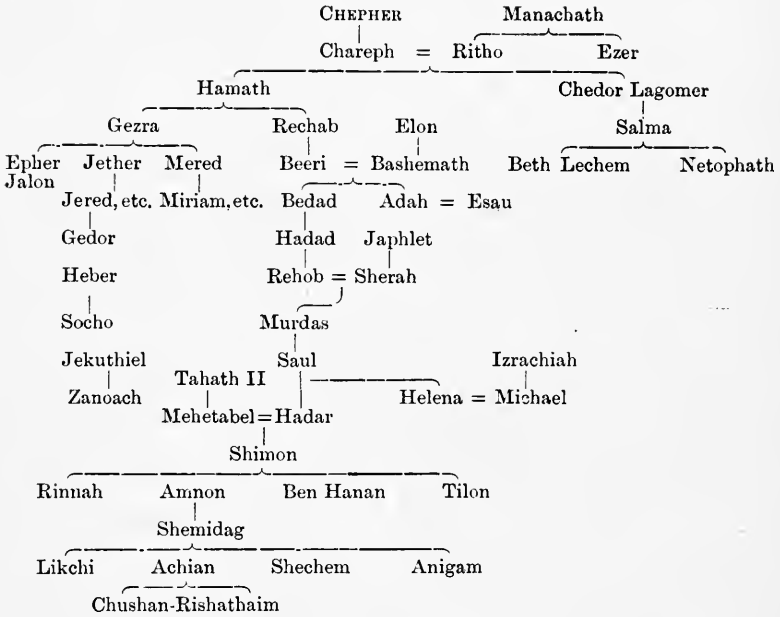 CHEPHER Manachath
Chareph = Ritho Ezer
Hamath Chedor Lagomer
Gezra Rechab Elon Salma
Epher Jether Mered Beeri = Bashemath Beth Lechem Netophath
Jalon
Jered, etc. Miriam, etc. Bedad Adah = Esau
Gedor Hadad Japhlet
Heber Rehob = Sherah
Socho Murdas
Jekuthiel Saul Izrachiah
Tahath II
Zanoach Helena = Michael
Mehetabel = Hadar
Shimon
Rinnah Amnon Ben Hanan Tilon
Shemidag
Likchi Achian Shechem Anigam
Chushan-Rishathaim